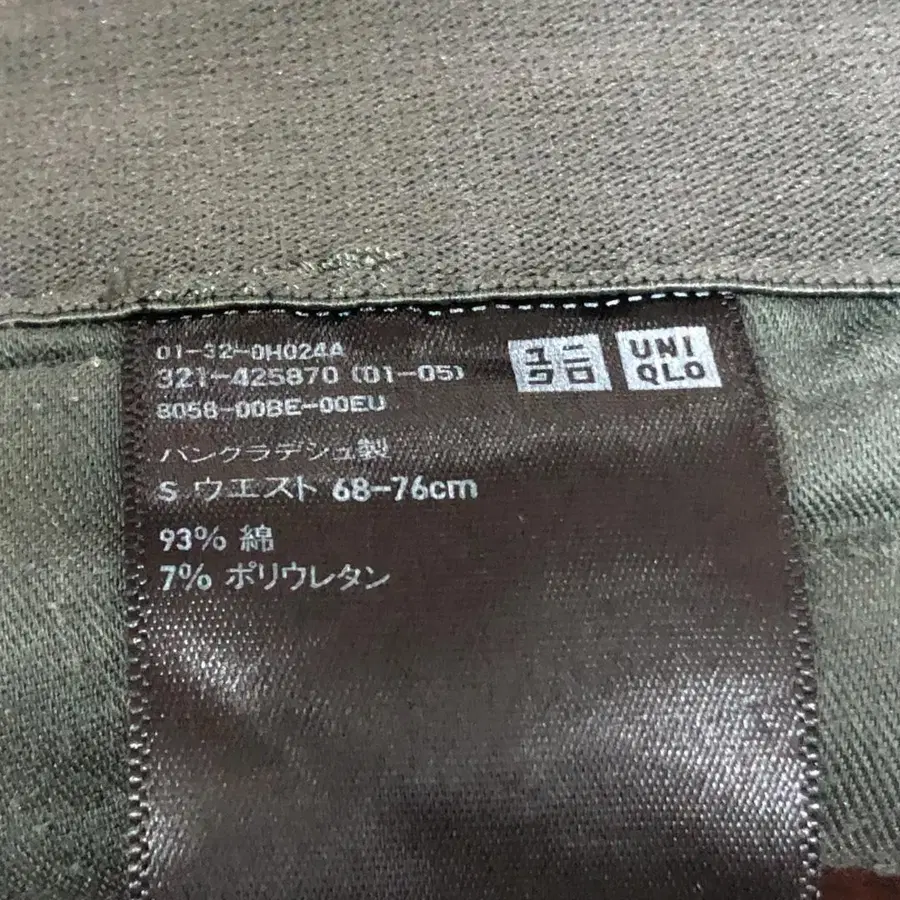 01-32-0H024A
321-425870 (01-05)
8058-00BE-00EU
ユニ
クロ
UNI
QLO
バングラデシュ製
S ウエスト 68-76cm
93% 綿
7% ポリウレタン